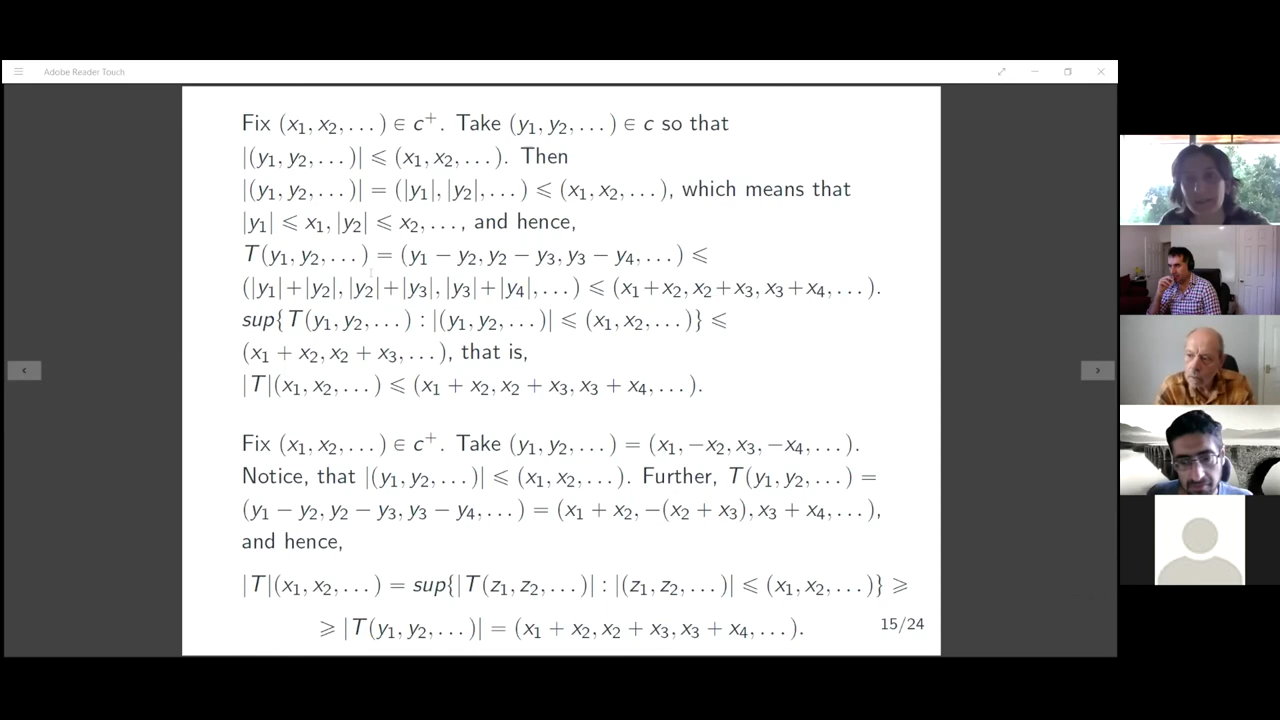 Adobe Reader Touch
Fix (x₁, x₂, . . . ) ∈ c⁺. Take (y₁, y₂, . . . ) ∈ c so that
|(y₁, y₂, . . . )| ⩽ (x₁, x₂, . . . ). Then
|(y₁, y₂, . . . )| = (|y₁|, |y₂|, . . . ) ⩽ (x₁, x₂, . . . ), which means that
|y₁| ⩽ x₁, |y₂| ⩽ x₂, . . . , and hence,
T(y₁, y₂, . . . ) = (y₁ − y₂, y₂ − y₃, y₃ − y₄, . . . ) ⩽
(|y₁|+|y₂|, |y₂|+|y₃|, |y₃|+|y₄|, . . . ) ⩽ (x₁+x₂, x₂+x₃, x₃+x₄, . . . ).
sup{T(y₁, y₂, . . . ) : |(y₁, y₂, . . . )| ⩽ (x₁, x₂, . . . )} ⩽
(x₁ + x₂, x₂ + x₃, . . . ), that is,
|T|(x₁, x₂, . . . ) ⩽ (x₁ + x₂, x₂ + x₃, x₃ + x₄, . . . ).
Fix (x₁, x₂, . . . ) ∈ c⁺. Take (y₁, y₂, . . . ) = (x₁, −x₂, x₃, −x₄, . . . ).
Notice, that |(y₁, y₂, . . . )| ⩽ (x₁, x₂, . . . ). Further, T(y₁, y₂, . . . ) =
(y₁ − y₂, y₂ − y₃, y₃ − y₄, . . . ) = (x₁ + x₂, −(x₂ + x₃), x₃ + x₄, . . . ),
and hence,
|T|(x₁, x₂, . . . ) = sup{|T(z₁, z₂, . . . )| : |(z₁, z₂, . . . )| ⩽ (x₁, x₂, . . . )} ⩾
⩾ |T(y₁, y₂, . . . )| = (x₁ + x₂, x₂ + x₃, x₃ + x₄, . . . ).
15/24